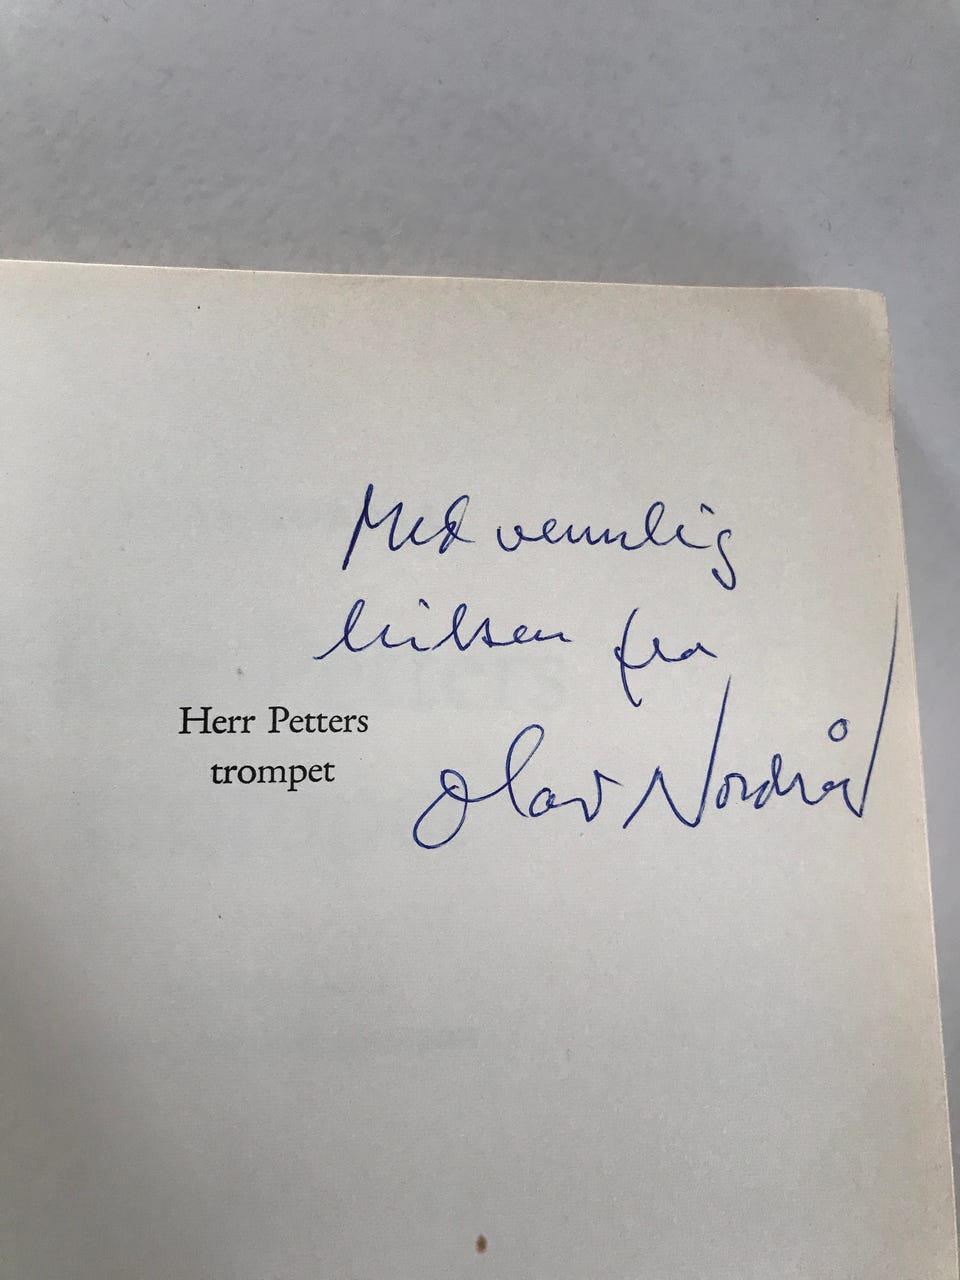 Med vennlig
hilsen fra
Herr Petters
trompet
Olav Nordrå